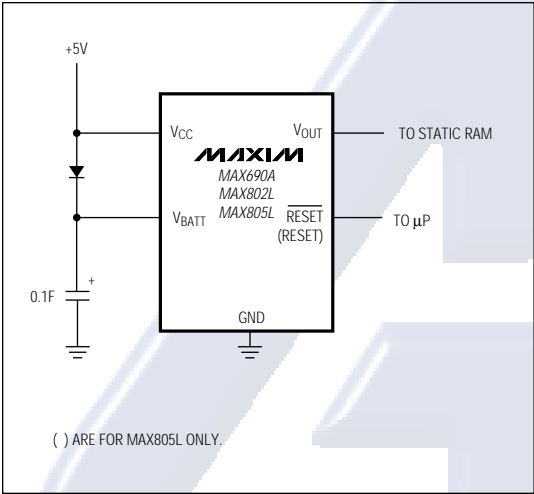 +5V
VCC
VOUT
TO STATIC RAM
MAXIM
MAX690A
MAX802L
MAX805L
VBATT
RESET
(RESET)
TO µP
0.1F
+
GND
( ) ARE FOR MAX805L ONLY.